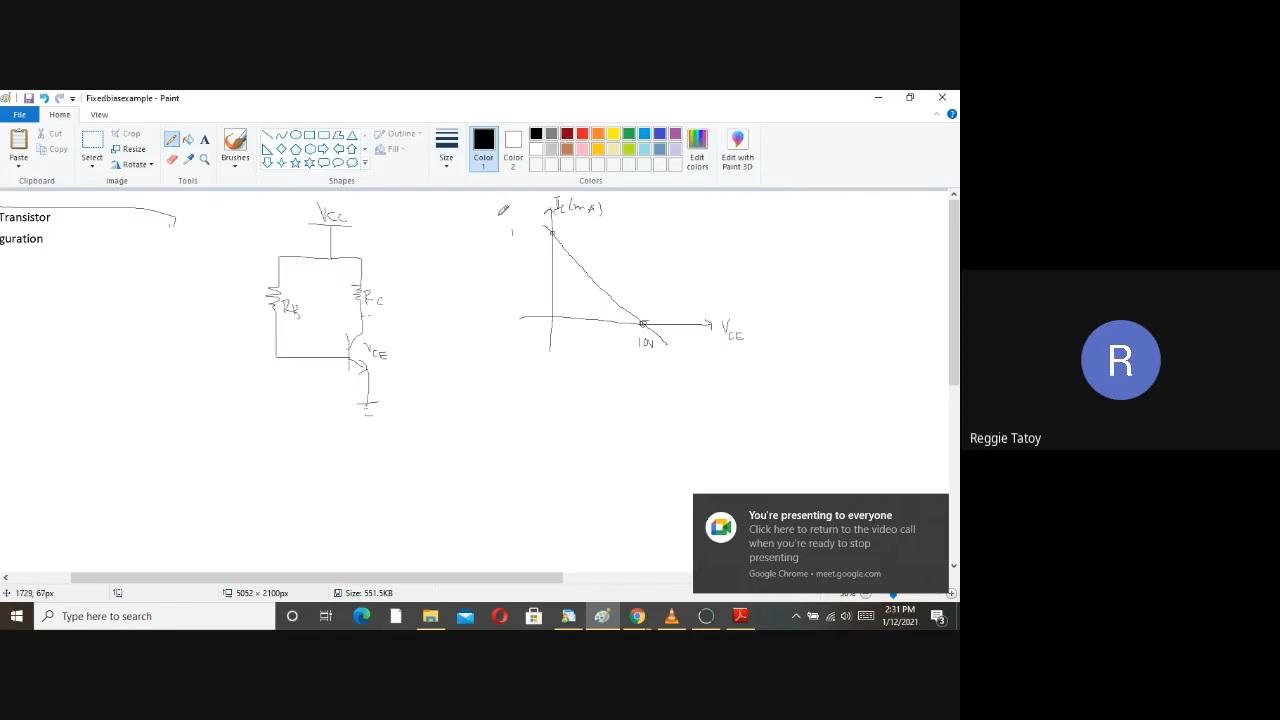 Fixedbiasexample - Paint
File
Home
View
Paste
Cut
Copy
Clipboard
Select
Crop
Resize
Rotate
Image
Tools
Brushes
Shapes
Outline
Fill
Size
Color 1
Color 2
Colors
Edit colors
Edit with Paint 3D
Transistor
guration
VCC
RB
RC
VCE
IC (mA)
10V
VCE
Reggie Tatoy
You're presenting to everyone
Click here to return to the video call
when you're ready to stop
presenting
Google Chrome • meet.google.com
1729, 67px
5052 × 2100px
Size: 551.5KB
Type here to search
2:31 PM
1/12/2021
3
R